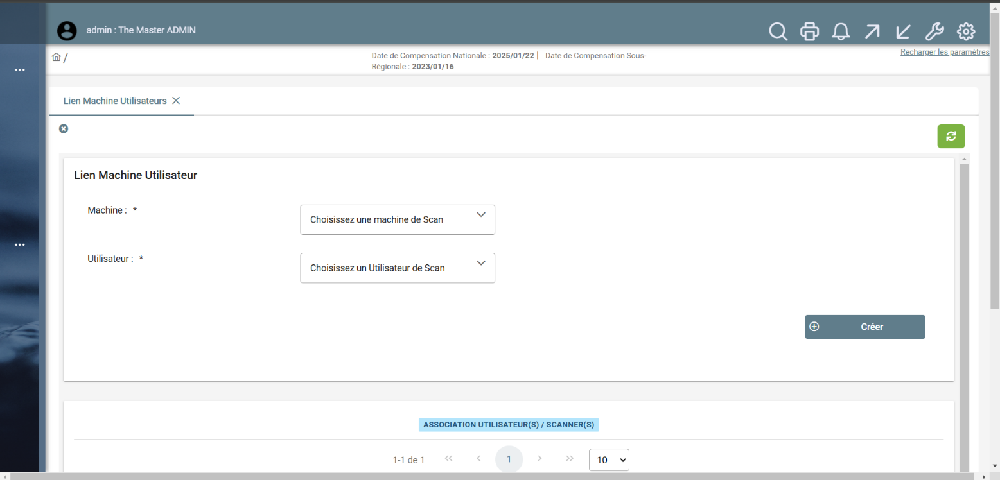 admin : The Master ADMIN
/
Date de Compensation Nationale : 2025/01/22 | Date de Compensation Sous-
Régionale : 2023/01/16
Recharger les paramètres
Lien Machine Utilisateurs
Lien Machine Utilisateur
Machine : *
Choisissez une machine de Scan
Utilisateur : *
Choisissez un Utilisateur de Scan
Créer
ASSOCIATION UTILISATEUR(S) / SCANNER(S)
1-1 de 1 << < 1 > >> 10